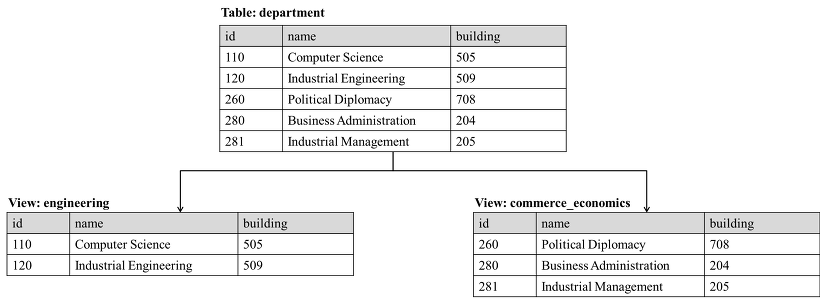 Table: department
id name building
110 Computer Science 505
120 Industrial Engineering 509
260 Political Diplomacy 708
280 Business Administration 204
281 Industrial Management 205
View: engineering
id name building
110 Computer Science 505
120 Industrial Engineering 509
View: commerce_economics
id name building
260 Political Diplomacy 708
280 Business Administration 204
281 Industrial Management 205